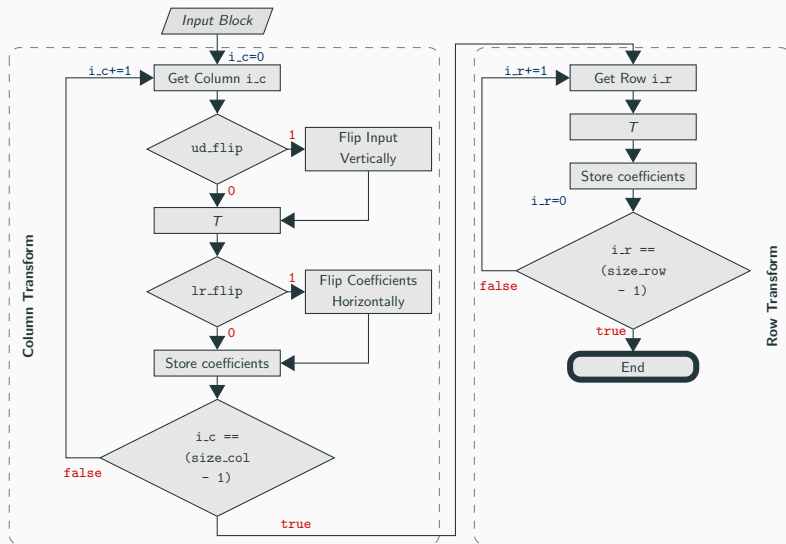 Input Block
i_c=0
i_c+=1
Get Column i_c
ud_flip
1
Flip Input
Vertically
0
T
lr_flip
1
Flip Coefficients
Horizontally
0
Store coefficients
i_c ==
(size_col
- 1)
false
true
Column Transform
i_r+=1
Get Row i_r
T
Store coefficients
i_r=0
i_r ==
(size_row
- 1)
false
true
End
Row Transform